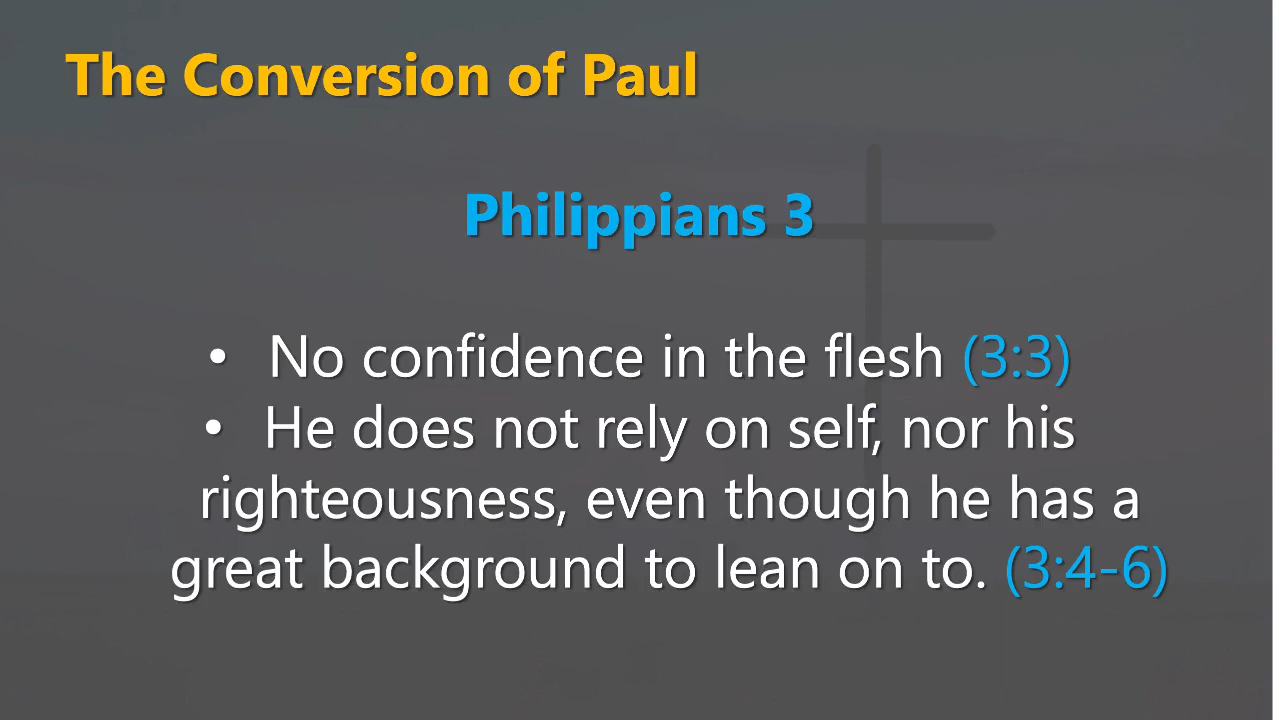 The Conversion of Paul
Philippians 3
• No confidence in the flesh (3:3)
• He does not rely on self, nor his
righteousness, even though he has a
great background to lean on to. (3:4-6)